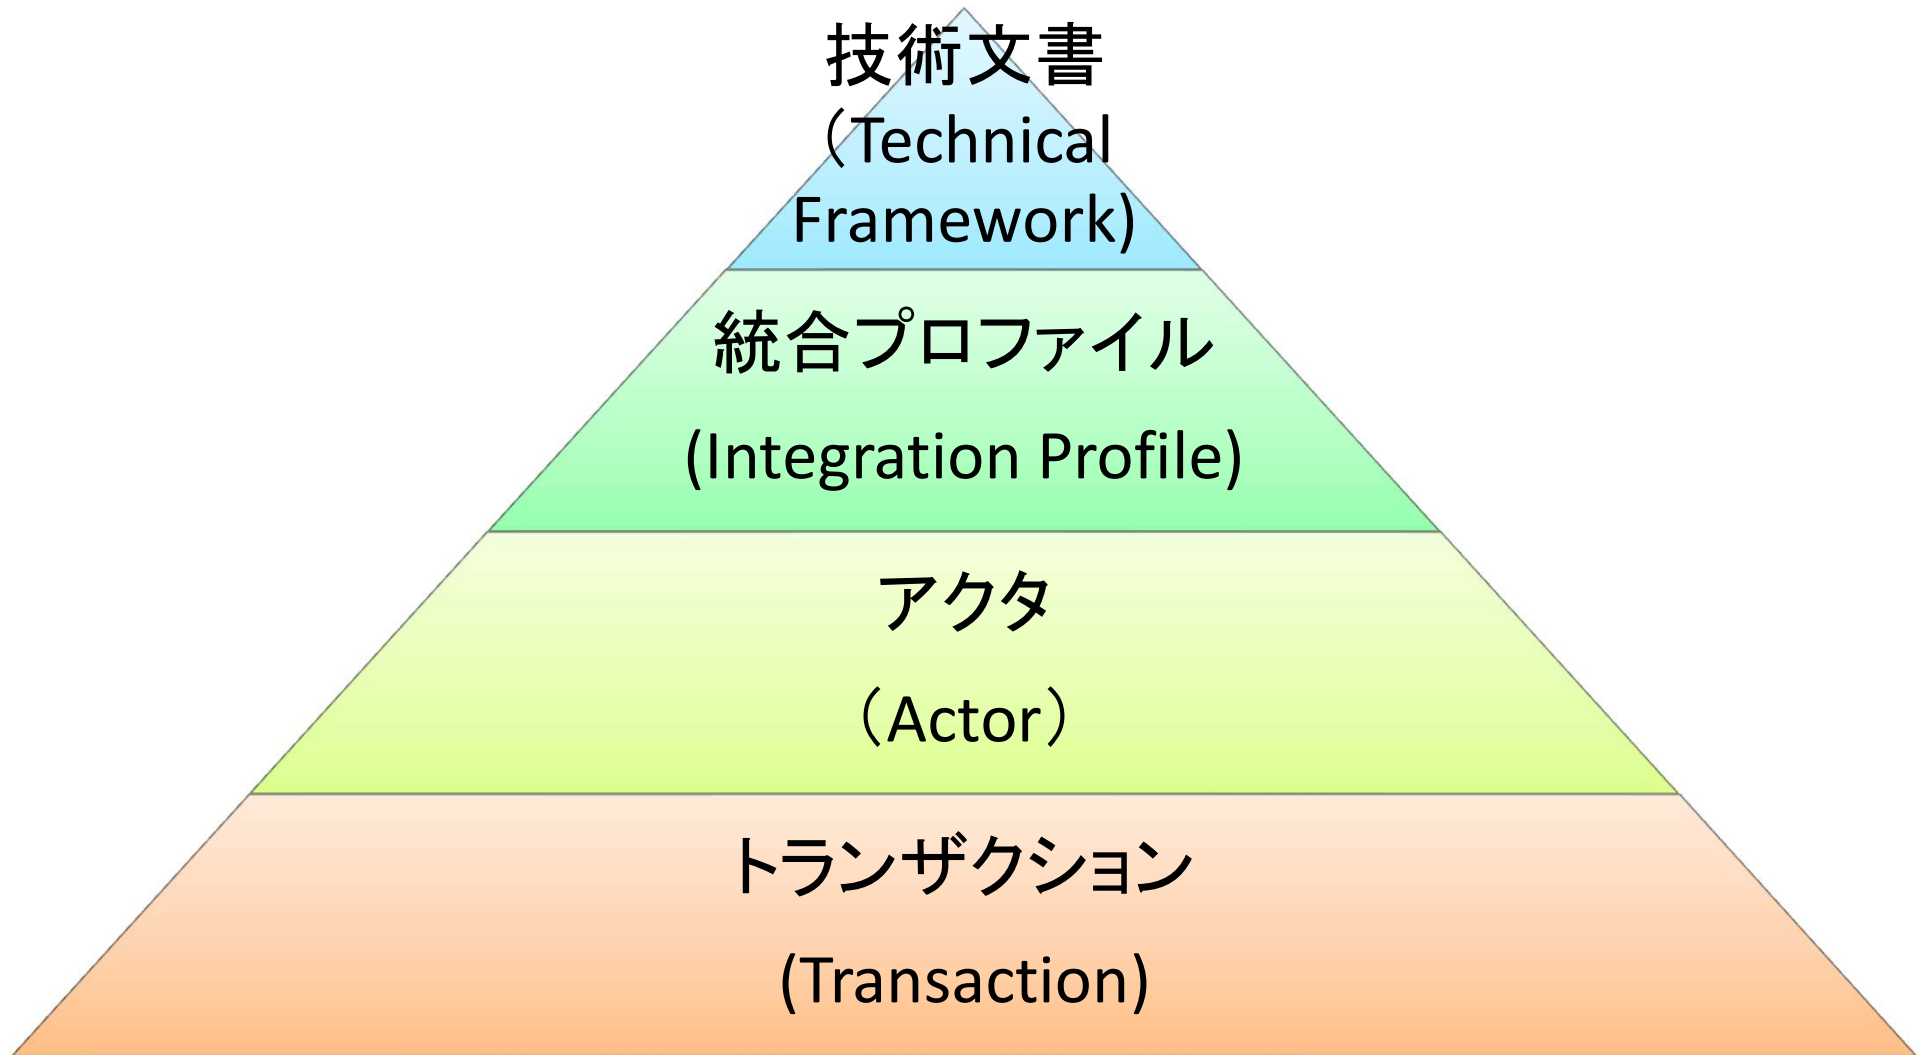 技術文書
（Technical
Framework)
統合プロファイル
(Integration Profile)
アクタ
（Actor）
トランザクション
(Transaction)